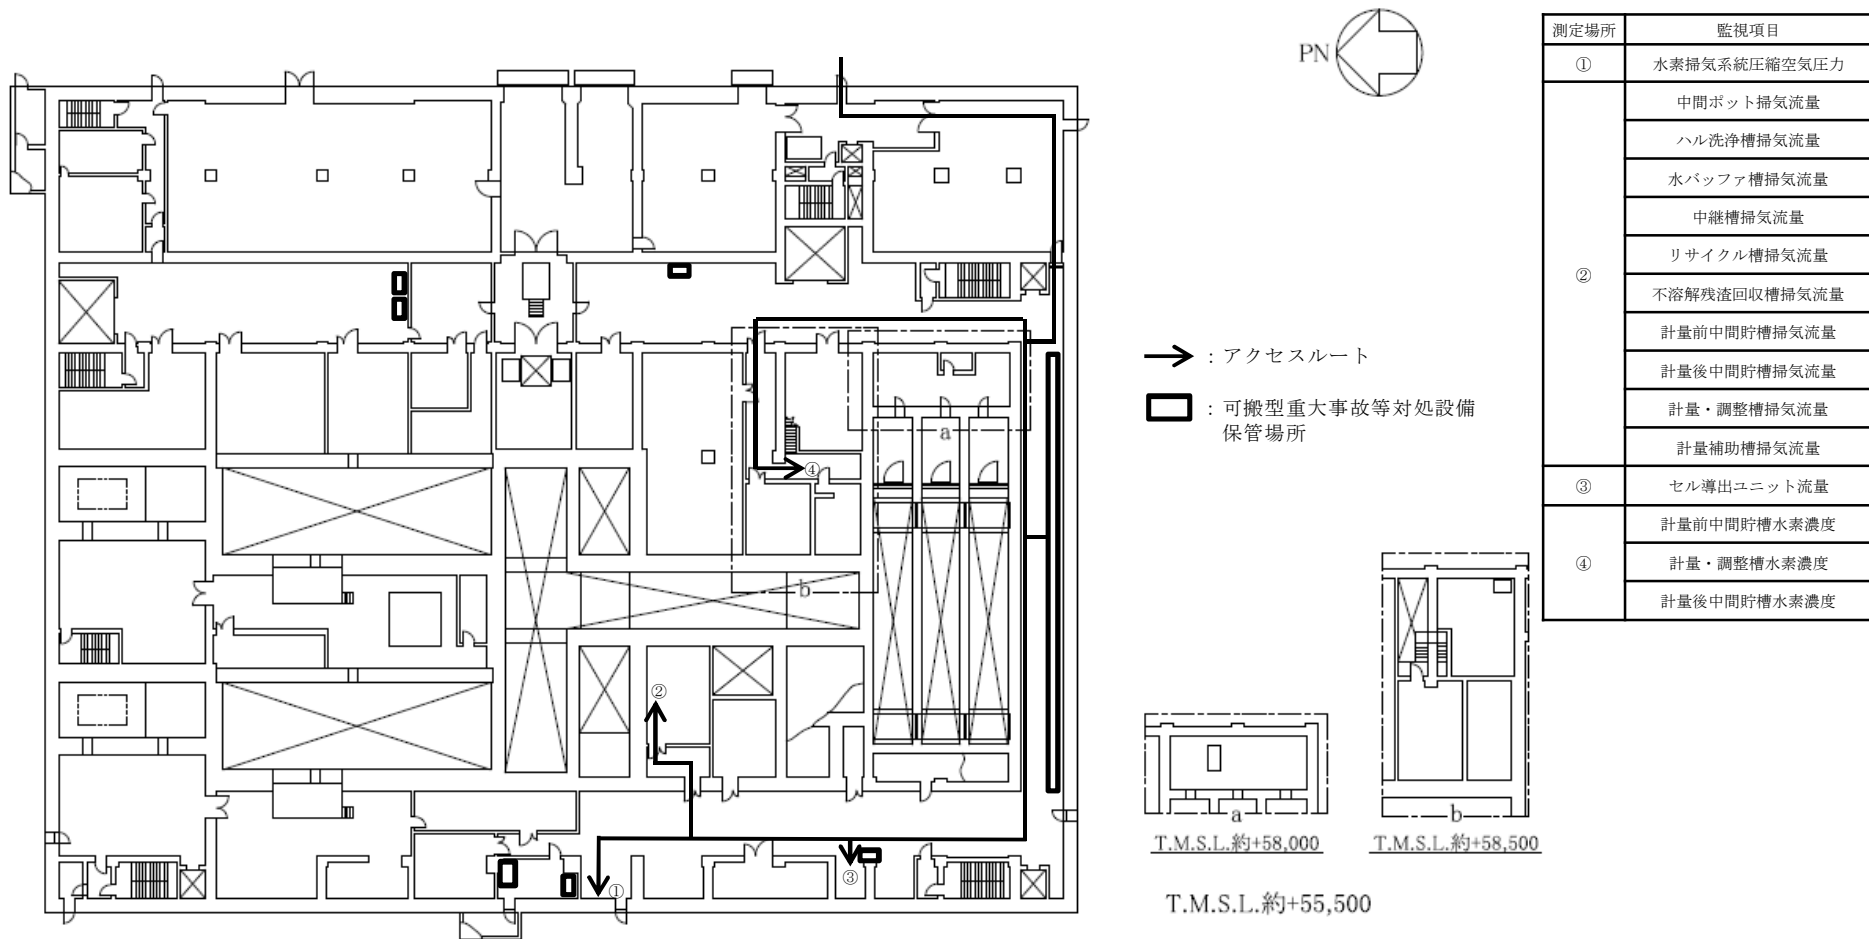 PN
測定場所 監視項目
① 水素掃気系統圧縮空気圧力
② 中間ポット掃気流量
ハル洗浄槽掃気流量
水バッファ槽掃気流量
中継槽掃気流量
リサイクル槽掃気流量
不溶解残渣回収槽掃気流量
計量前中間貯槽掃気流量
計量後中間貯槽掃気流量
計量・調整槽掃気流量
計量補助槽掃気流量
③ セル導出ユニット流量
④ 計量前中間貯槽水素濃度
計量・調整槽水素濃度
計量後中間貯槽水素濃度
：アクセスルート
：可搬型重大事故等対処設備
保管場所
a
④
b
②
③
①
a
T.M.S.L.約+58,000
b
T.M.S.L.約+58,500
T.M.S.L.約+55,500